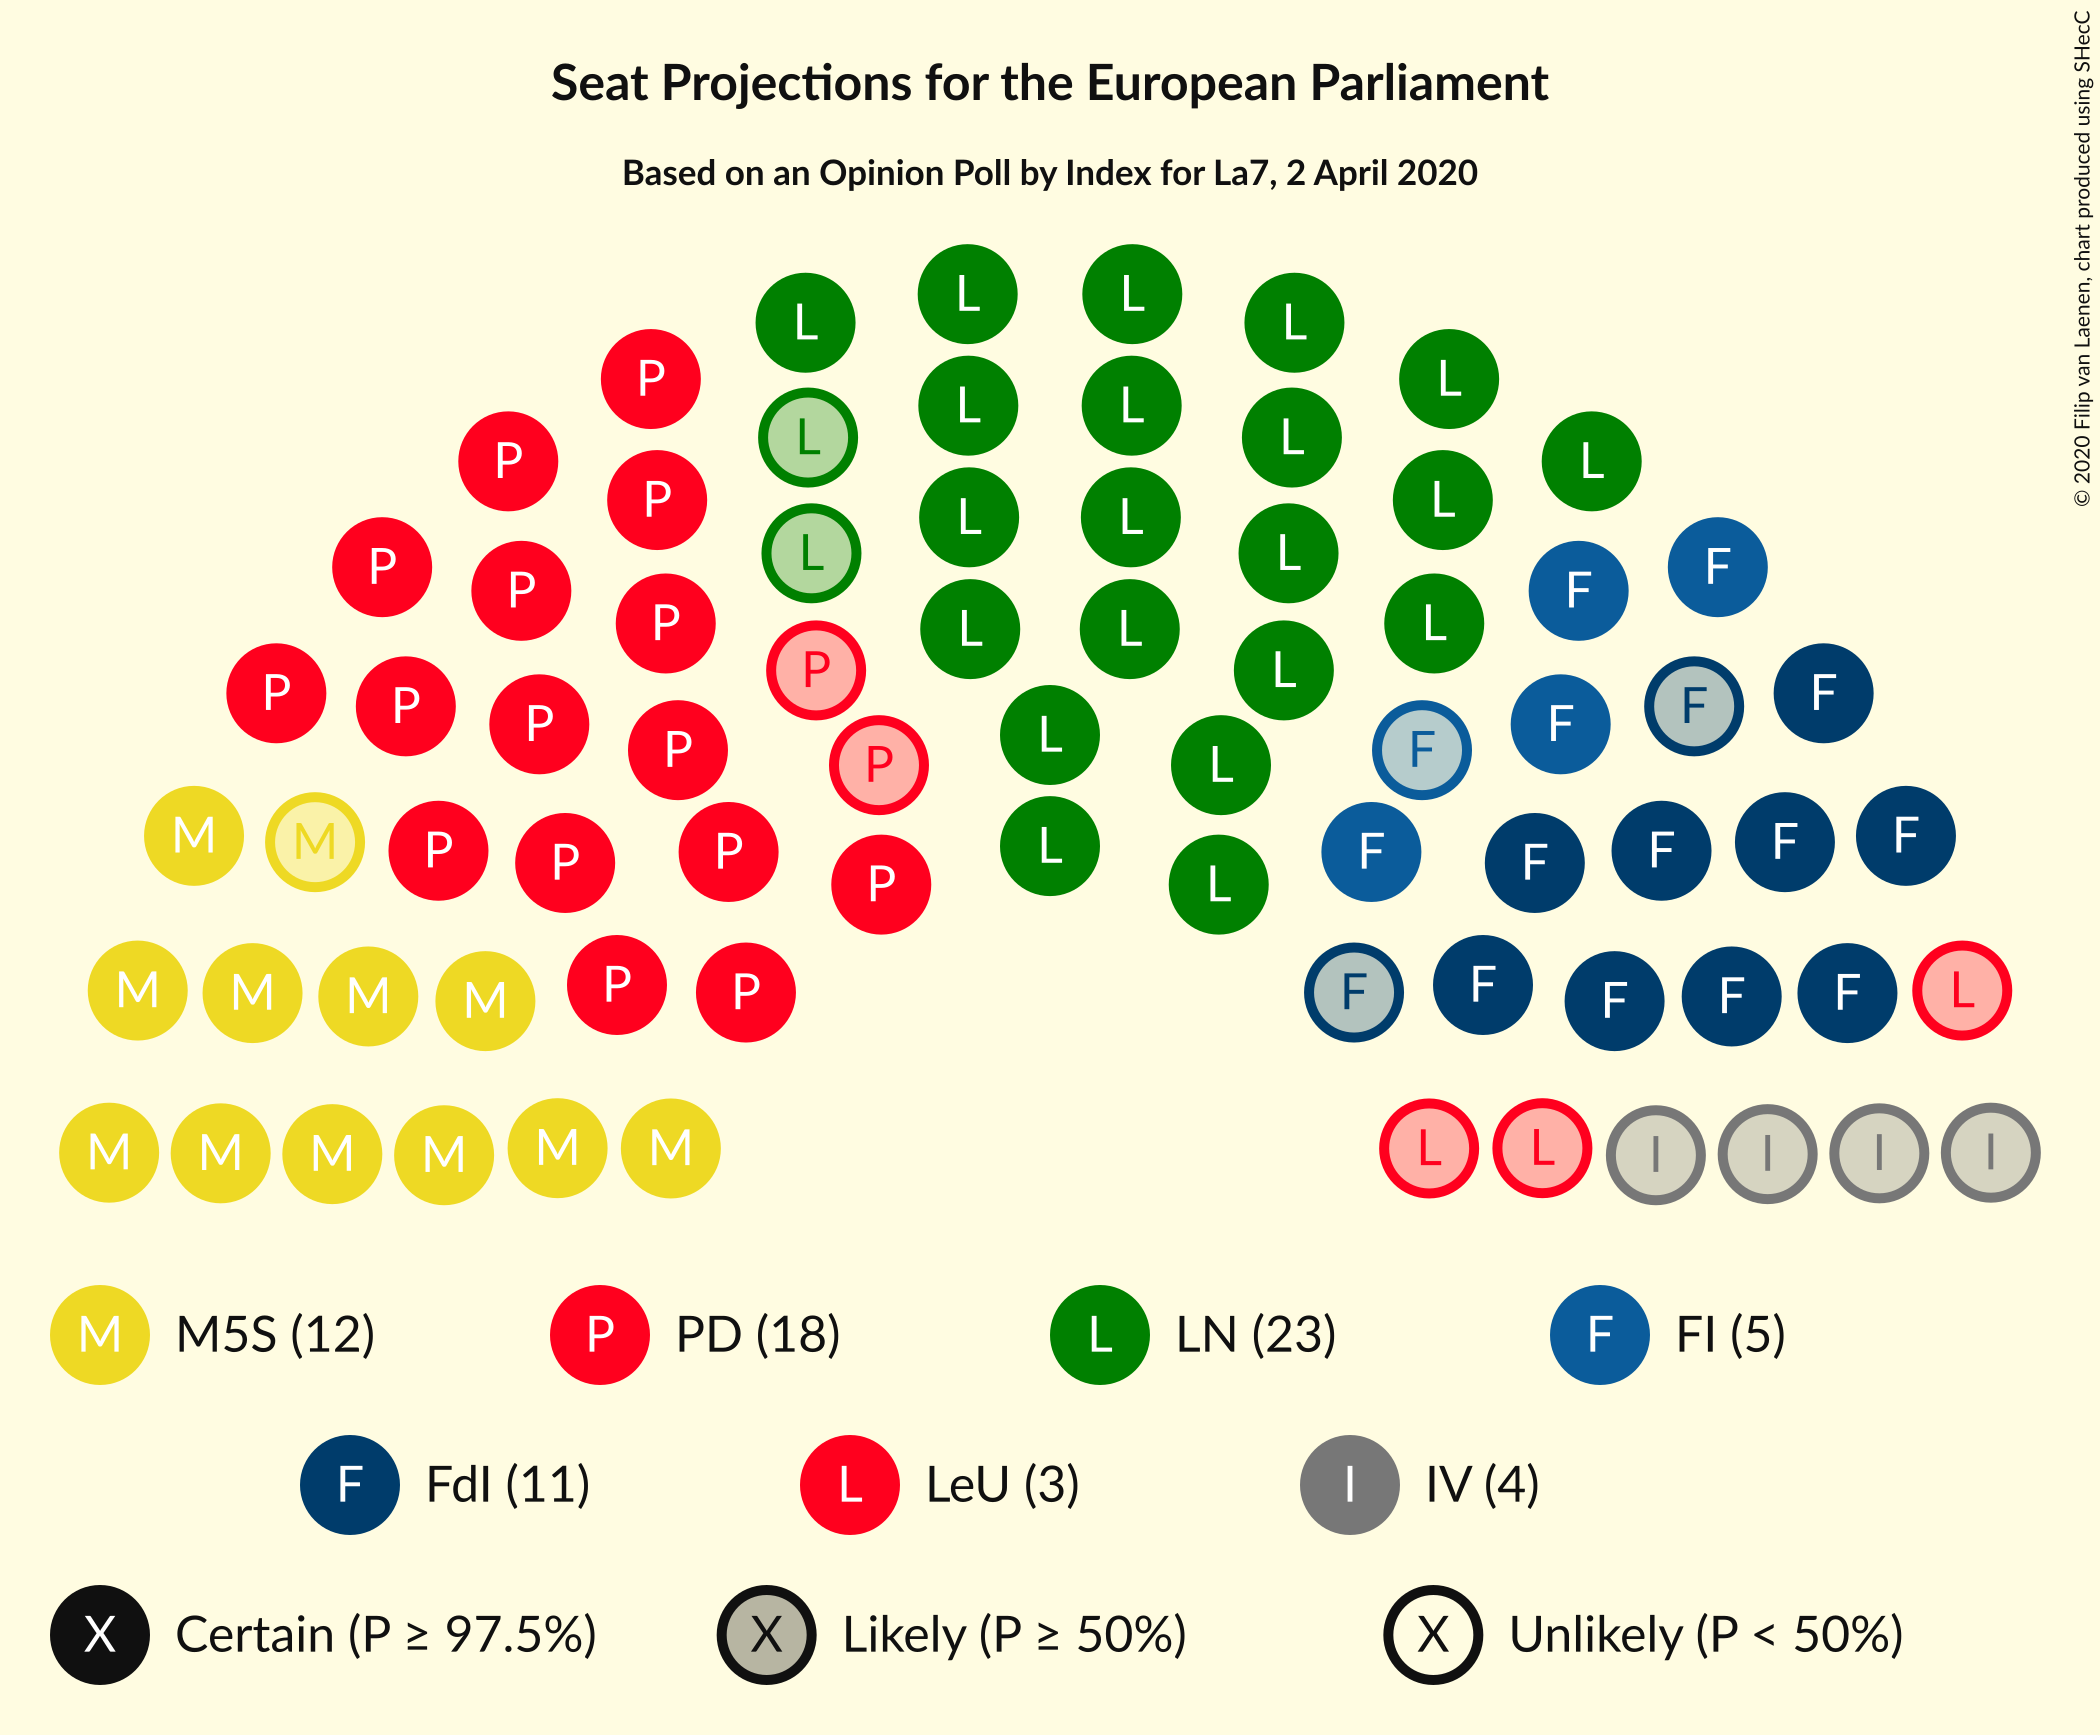 Seat Projections for the European Parliament
Based on an Opinion Poll by Index for La7, 2 April 2020
© 2020 Filip van Laenen, chart produced using SHecC
L L
L L
P L L
L L
L L
P P
P L L
L L
L L
P F
P F
P L L
P L
P L L
P F
P F
P F
L
P F
P L
M F
M F
P F
P F
P F
L
P L
P F
M M M M P P F F F F F L
M M M M M M L L I I I I
M M5S (12) P PD (18) L LN (23) F FI (5)
F FdI (11) L LeU (3) I IV (4)
X Certain (P ≥ 97.5%) X Likely (P ≥ 50%) X Unlikely (P < 50%)